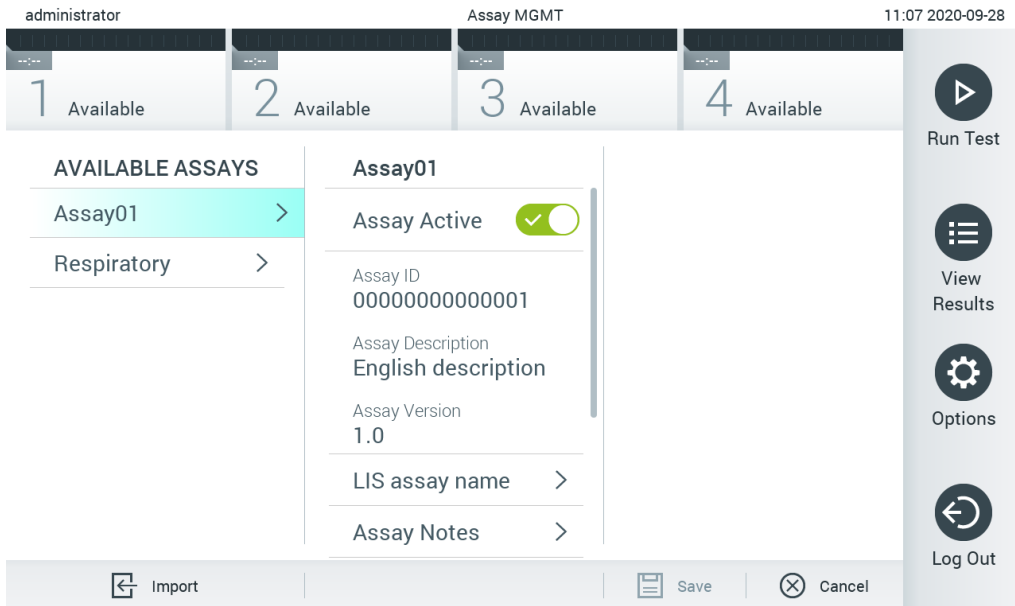 administrator
Assay MGMT
11:07 2020-09-28
--:--
1 Available
--:--
2 Available
--:--
3 Available
--:--
4 Available
AVAILABLE ASSAYS
Assay01
Respiratory
Assay01
Assay Active
Assay ID
00000000000001
Assay Description
English description
Assay Version
1.0
LIS assay name
Assay Notes
Run Test
View
Results
Options
Log Out
Import
Save
Cancel